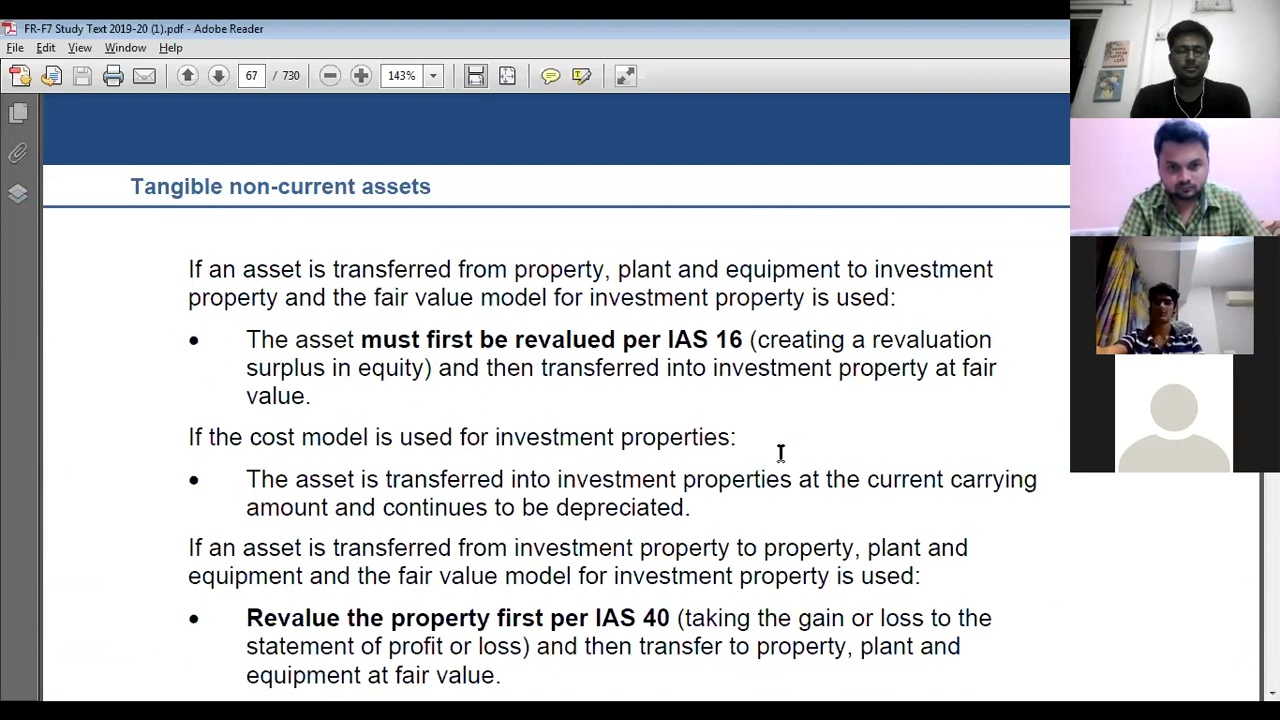 FR-F7 Study Text 2019-20 (1).pdf - Adobe Reader
File Edit View Window Help
67 / 730 143%
Tangible non-current assets
If an asset is transferred from property, plant and equipment to investment
property and the fair value model for investment property is used:
• The asset must first be revalued per IAS 16 (creating a revaluation
surplus in equity) and then transferred into investment property at fair
value.
If the cost model is used for investment properties:
• The asset is transferred into investment properties at the current carrying
amount and continues to be depreciated.
If an asset is transferred from investment property to property, plant and
equipment and the fair value model for investment property is used:
• Revalue the property first per IAS 40 (taking the gain or loss to the
statement of profit or loss) and then transfer to property, plant and
equipment at fair value.